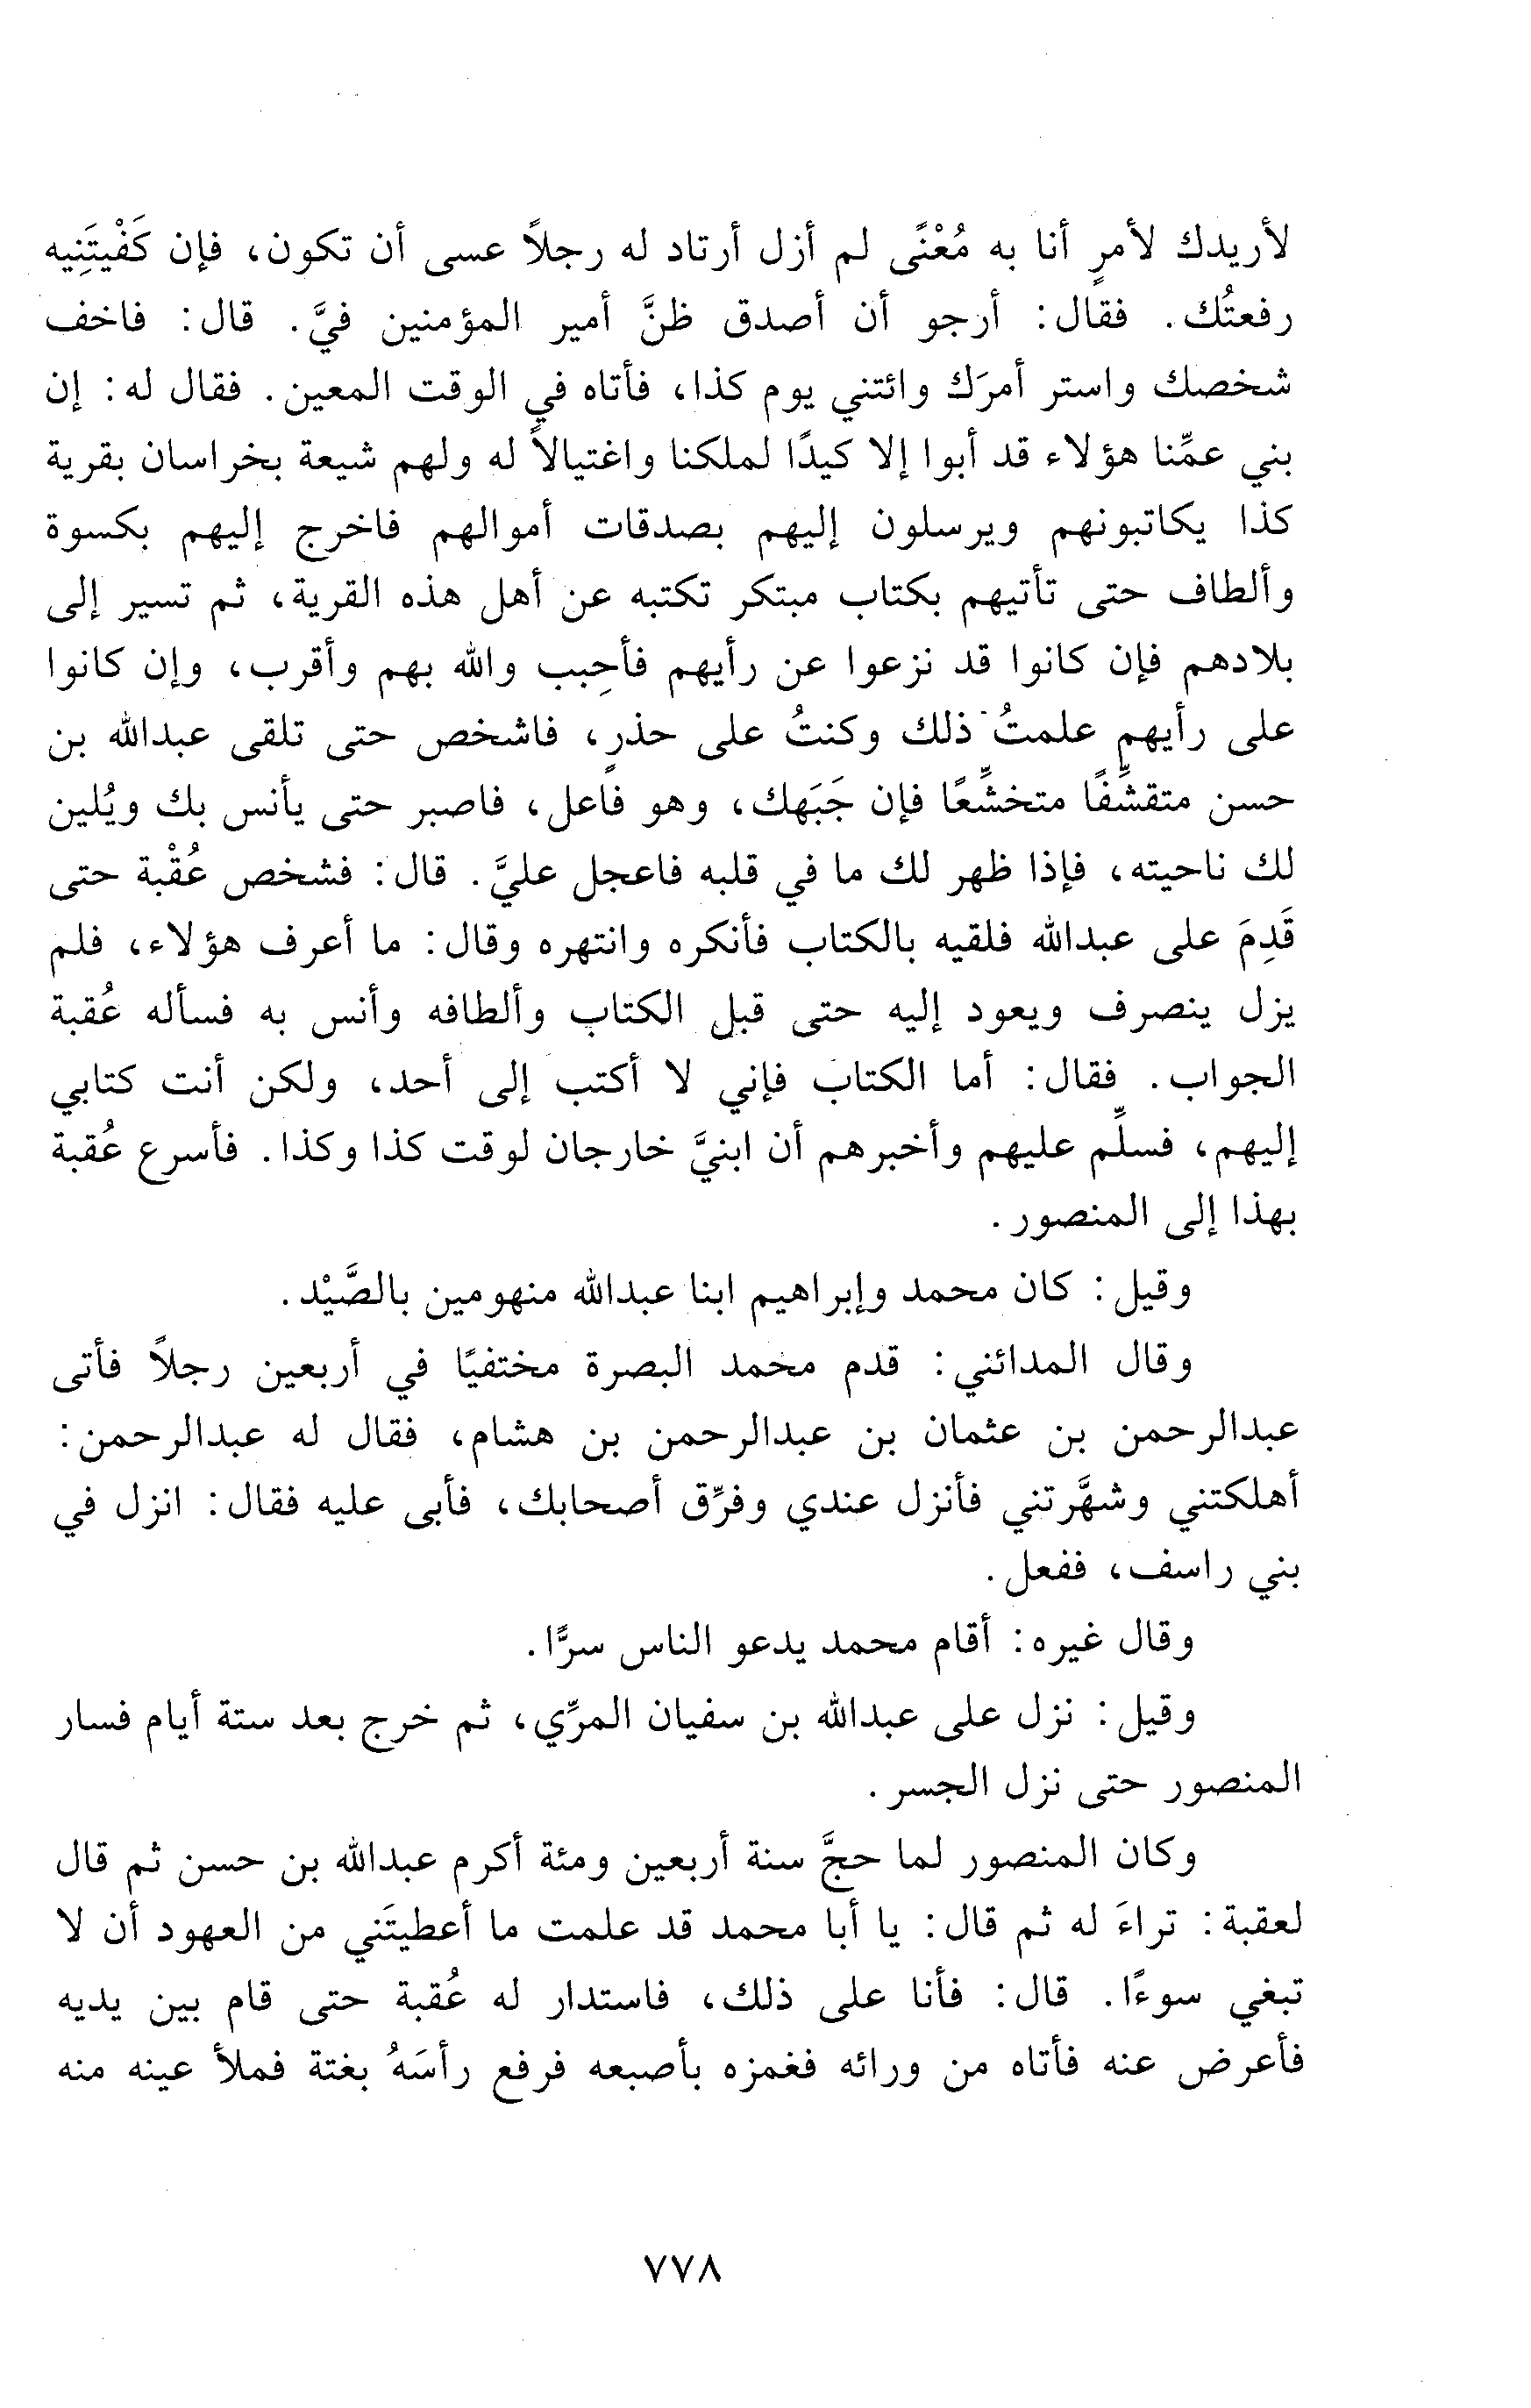 لأريدك لأمرٍ أنا به مُعْنًى لم أزل أرتاد له رجلاً عسى أن تكون، فإن كَفْيتَنِيه
رفعتُك. فقال: أرجو أن أصدق ظنَّ أمير المؤمنين فيَّ. قال: فاخف
شخصك واستر أمرَك وائتني يوم كذا، فأتاه في الوقت المعين. فقال له: إن
بني عمِّنا هؤلاء قد أبوا إلا كيدًا لملكنا واغتيالاً له ولهم شيعة بخراسان بقرية
كذا يكاتبونهم ويرسلون إليهم بصدقات أموالهم فاخرج إليهم بكسوة
وألطاف حتى تأتيهم بكتاب مبتكر تكتبه عن أهل هذه القرية، ثم تسير إلى
بلادهم فإن كانوا قد نزعوا عن رأيهم فأحِبب والله بهم وأقرب، وإن كانوا
على رأيهم علمتُ ذلك وكنتُ على حذرٍ، فاشخص حتى تلقى عبدالله بن
حسن متقشِّفًا متخشِّعًا فإن جَبَهك، وهو فاعل، فاصبر حتى يأنس بك ويُلين
لك ناحيته، فإذا ظهر لك ما في قلبه فاعجل عليَّ. قال: فشخص عُقْبة حتى
قَدِمَ على عبدالله فلقيه بالكتاب فأنكره وانتهره وقال: ما أعرف هؤلاء، فلم
يزل ينصرف ويعود إليه حتى قبل الكتاب وألطافه وأنس به فسأله عُقبة
الجواب. فقال: أما الكتاب فإني لا أكتب إلى أحد، ولكن أنت كتابي
إليهم، فسلِّم عليهم وأخبرهم أن ابنيَّ خارجان لوقت كذا وكذا. فأسرع عُقبة
بهذا إلى المنصور.
وقيل: كان محمد وإبراهيم ابنا عبدالله منهومين بالصَّيْد.
وقال المدائني: قدم محمد البصرة مختفيًا في أربعين رجلاً فأتى
عبدالرحمن بن عثمان بن عبدالرحمن بن هشام، فقال له عبدالرحمن:
أهلكتني وشهَّرتني فأنزل عندي وفرِّق أصحابك، فأبى عليه فقال: انزل في
بني راسف، ففعل.
وقال غيره: أقام محمد يدعو الناس سرًّا.
وقيل: نزل على عبدالله بن سفيان المرِّي، ثم خرج بعد ستة أيام فسار
المنصور حتى نزل الجسر.
وكان المنصور لما حجَّ سنة أربعين ومئة أكرم عبدالله بن حسن ثم قال
لعقبة: تراءَ له ثم قال: يا أبا محمد قد علمت ما أعطيتَني من العهود أن لا
تبغي سوءًا. قال: فأنا على ذلك، فاستدار له عُقبة حتى قام بين يديه
فأعرض عنه فأتاه من ورائه فغمزه بأصبعه فرفع رأسَهُ بغتة فملأ عينه منه
٧٧٨